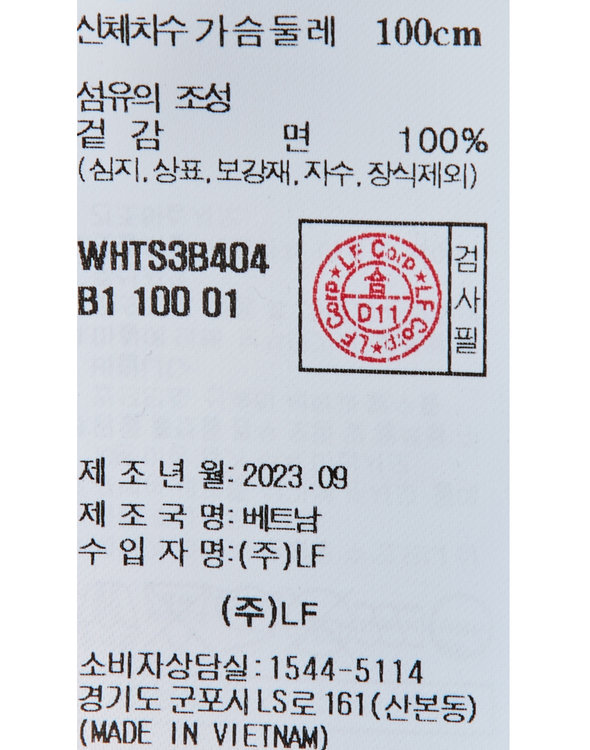 신체치수 가슴둘레 100cm
섬유의 조성
겉 감 면 100%
(심지, 상표, 보강재, 자수, 장식제외)
WHTS3B404
B1 100 01
LF Corp★LF Corp★LF Corp★
合
D11
검사필
제 조 년 월: 2023.09
제 조 국 명: 베트남
수 입 자 명: (주)LF
(주)LF
소비자상담실: 1544-5114
경기도 군포시 LS로 161(산본동)
(MADE IN VIETNAM)